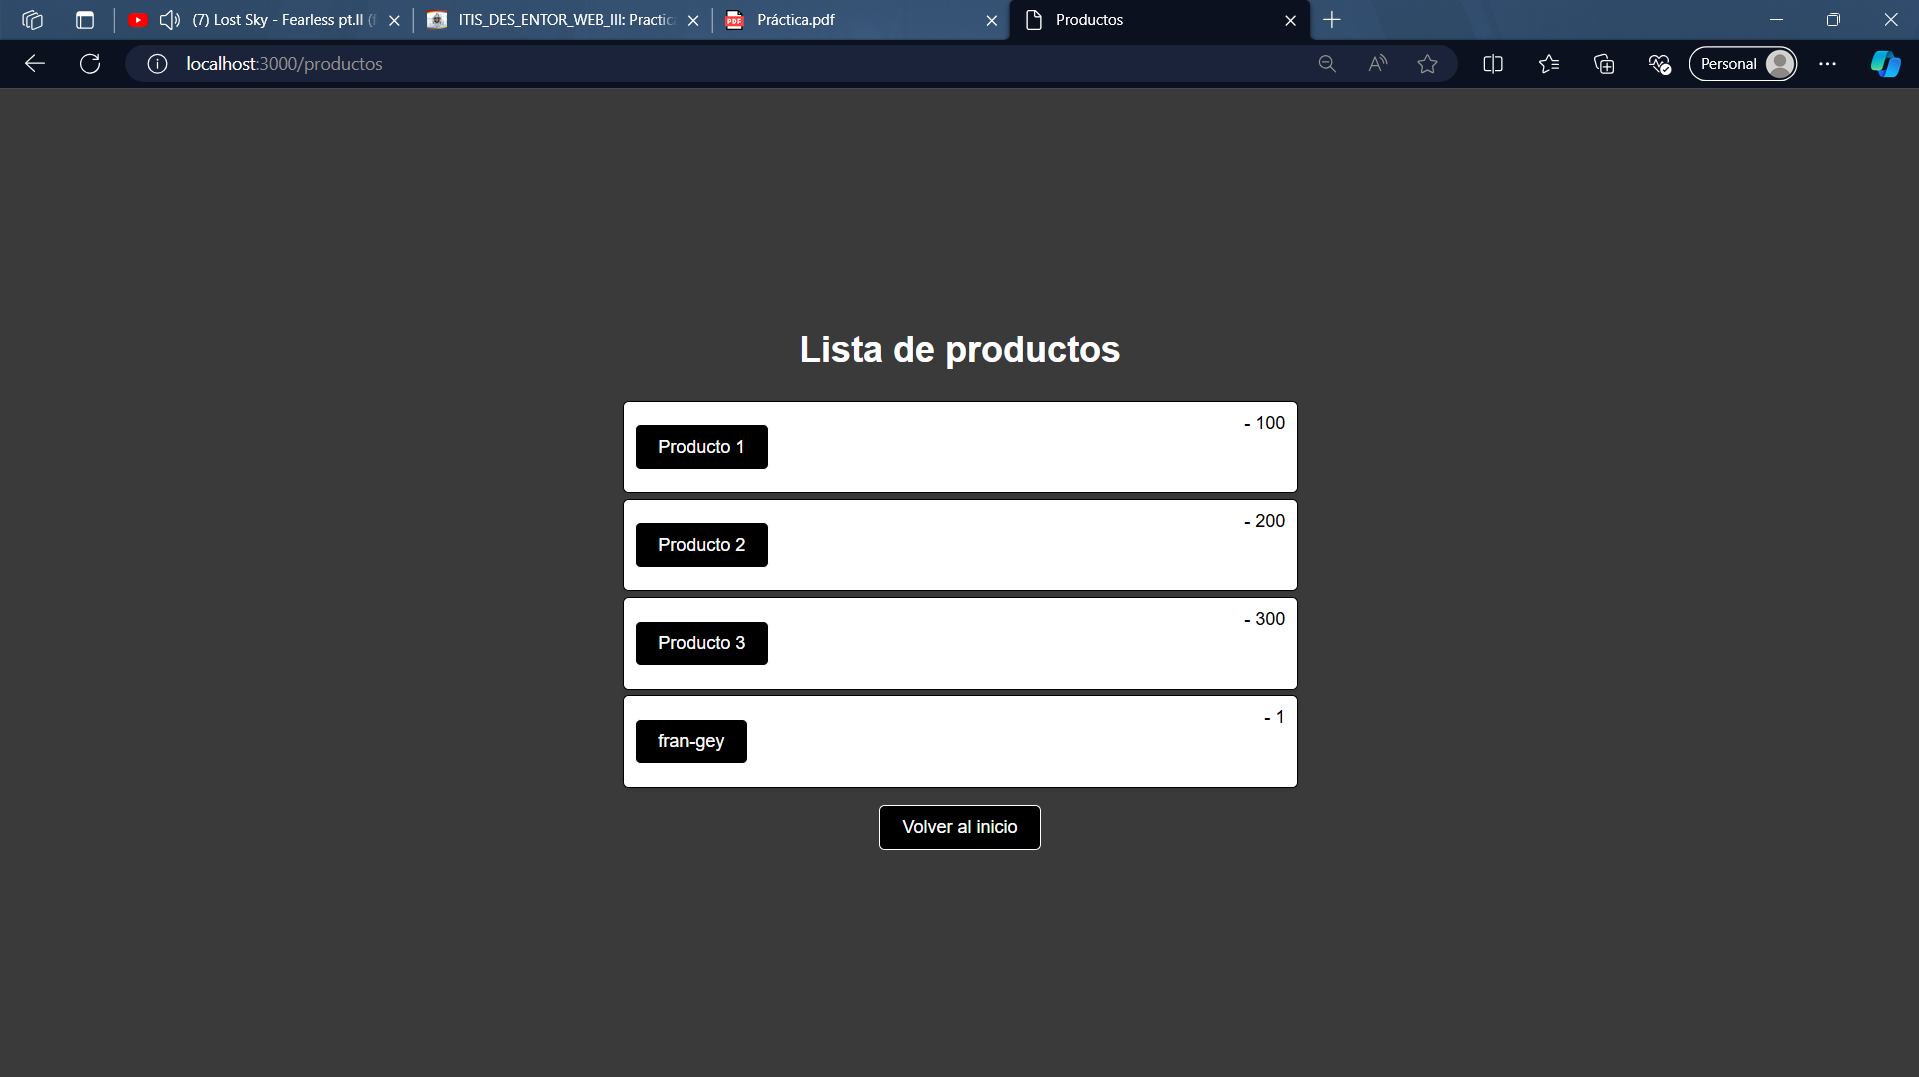 (7) Lost Sky - Fearless pt.II (f
ITIS_DES_ENTOR_WEB_III: Practic
PDF
Práctica.pdf
Productos
localhost:3000/productos
Personal
Lista de productos
Producto 1
- 100
Producto 2
- 200
Producto 3
- 300
fran-gey
- 1
Volver al inicio